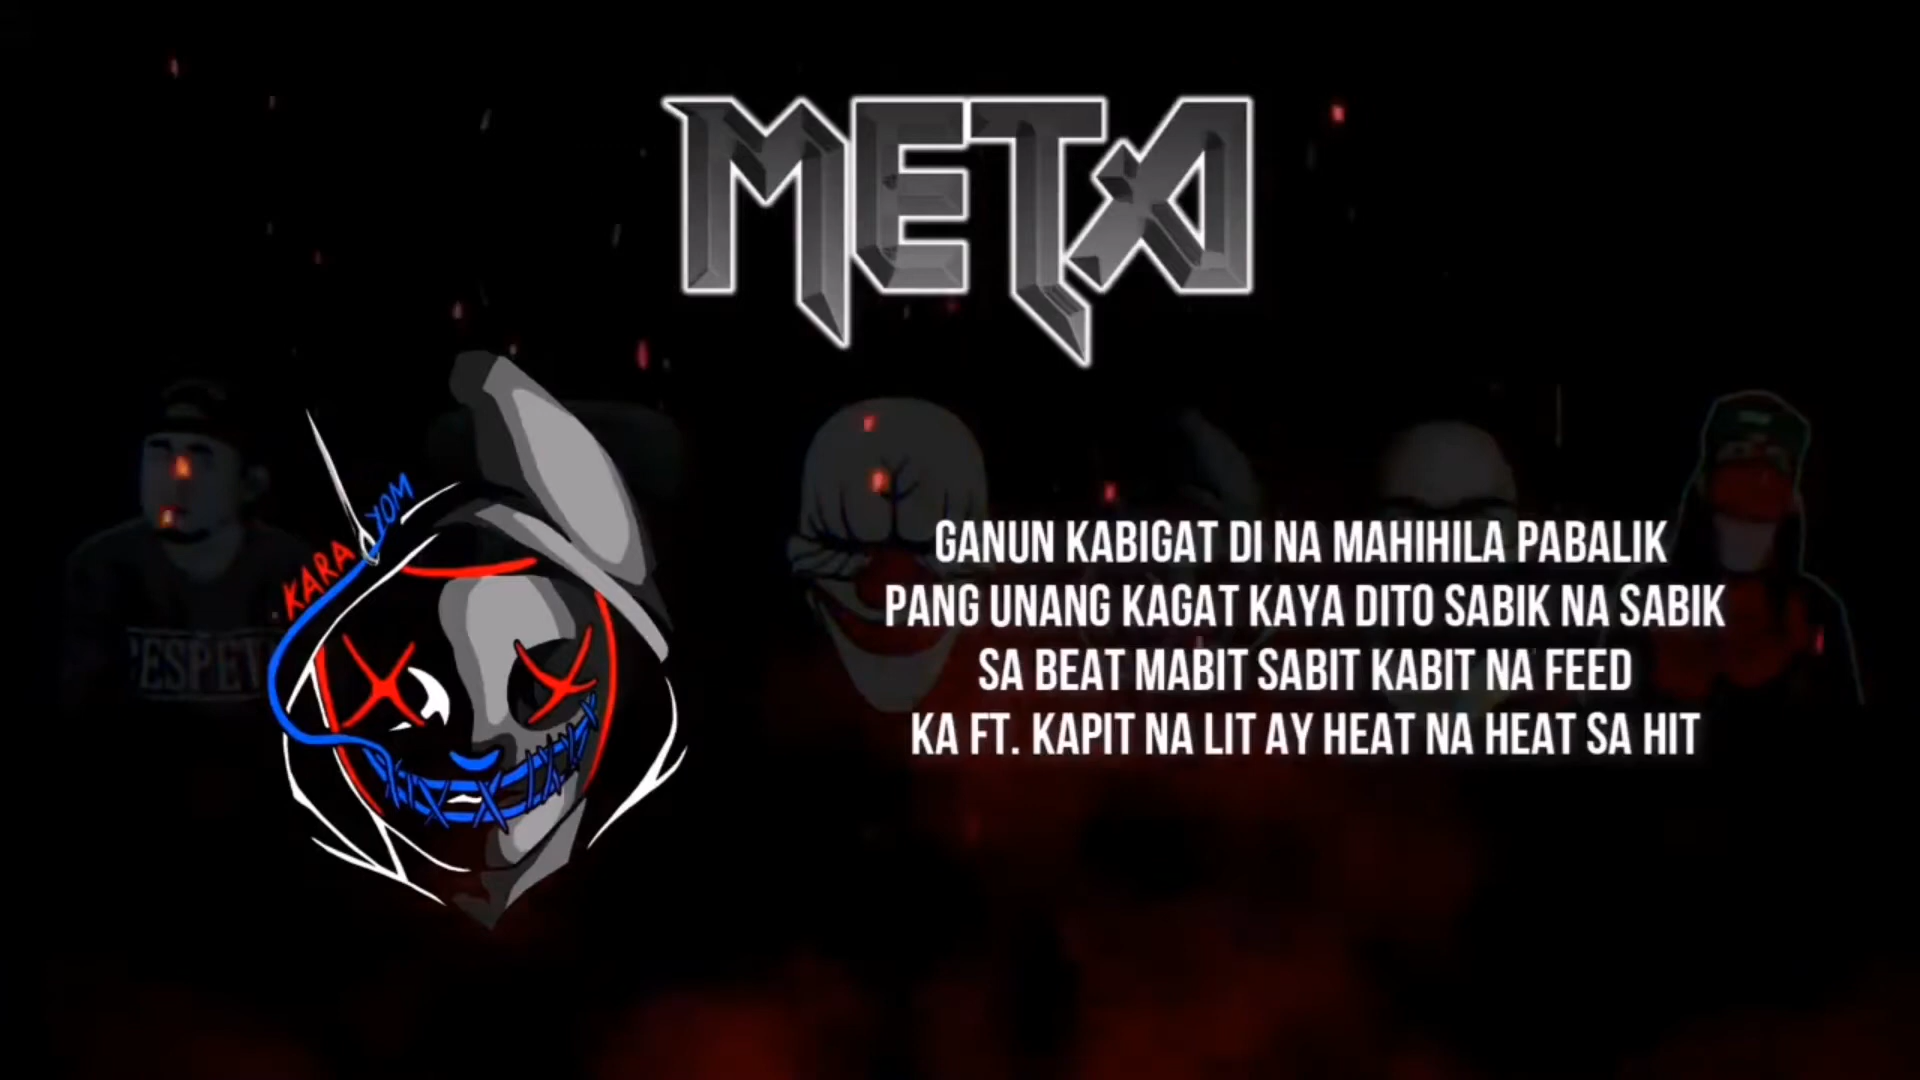 META
KARA YOM
GANUN KABIGAT DI NA MAHIHILA PABALIK
PANG UNANG KAGAT KAYA DITO SABIK NA SABIK
SA BEAT MABIT SABIT KABIT NA FEED
KA FT. KAPIT NA LIT AY HEAT NA HEAT SA HIT